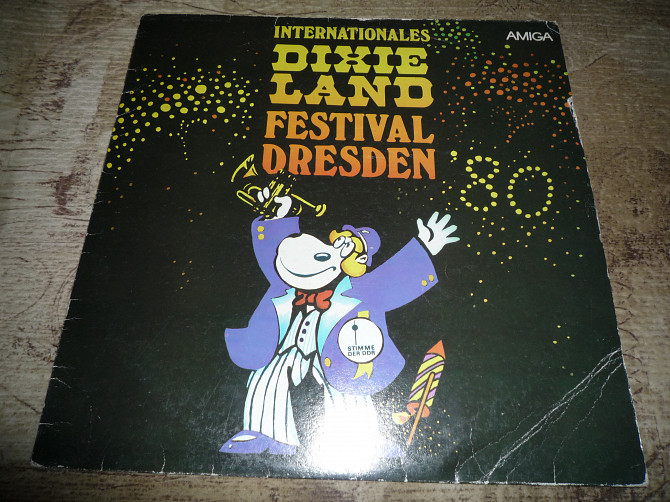 INTERNATIONALES
AMIGA
DIXIE
LAND
FESTIVAL
DRESDEN
'80
STIMME
DER DDR